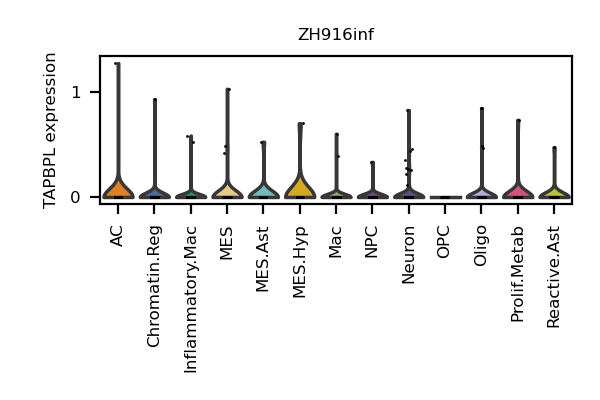 ZH916inf
TAPBPL expression
1
0
AC
Chromatin.Reg
Inflammatory.Mac
MES
MES.Ast
MES.Hyp
Mac
NPC
Neuron
OPC
Oligo
Prolif.Metab
Reactive.Ast